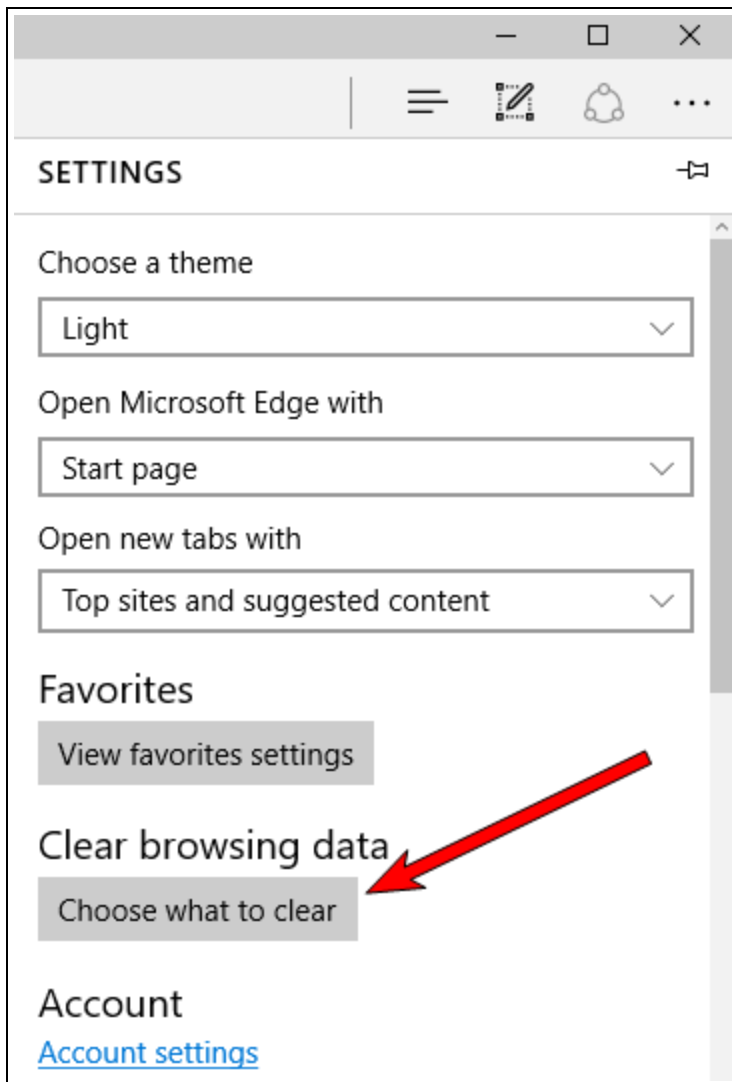 SETTINGS
Choose a theme
Light
Open Microsoft Edge with
Start page
Open new tabs with
Top sites and suggested content
Favorites
View favorites settings
Clear browsing data
Choose what to clear
Account
Account settings